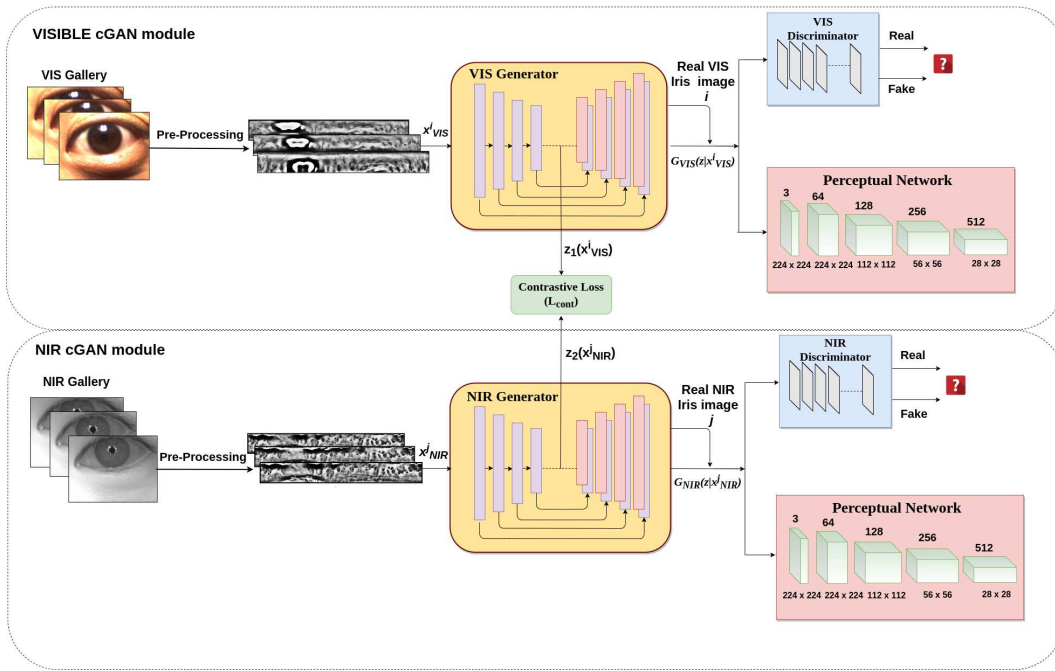 VISIBLE cGAN module
VIS Gallery
Pre-Processing
x^i_VIS
VIS Generator
Real VIS
Iris image
i
G_VIS(z|x^i_VIS)
VIS
Discriminator
Real
Fake
?
Perceptual Network
3
64
128
256
512
224 x 224
224 x 224
112 x 112
56 x 56
28 x 28
z_1(x^i_VIS)
Contrastive Loss
(L_cont)
z_2(x^j_NIR)
NIR cGAN module
NIR Gallery
Pre-Processing
x^j_NIR
NIR Generator
Real NIR
Iris image
j
G_NIR(z|x^j_NIR)
NIR
Discriminator
Real
Fake
?
Perceptual Network
3
64
128
256
512
224 x 224
224 x 224
112 x 112
56 x 56
28 x 28